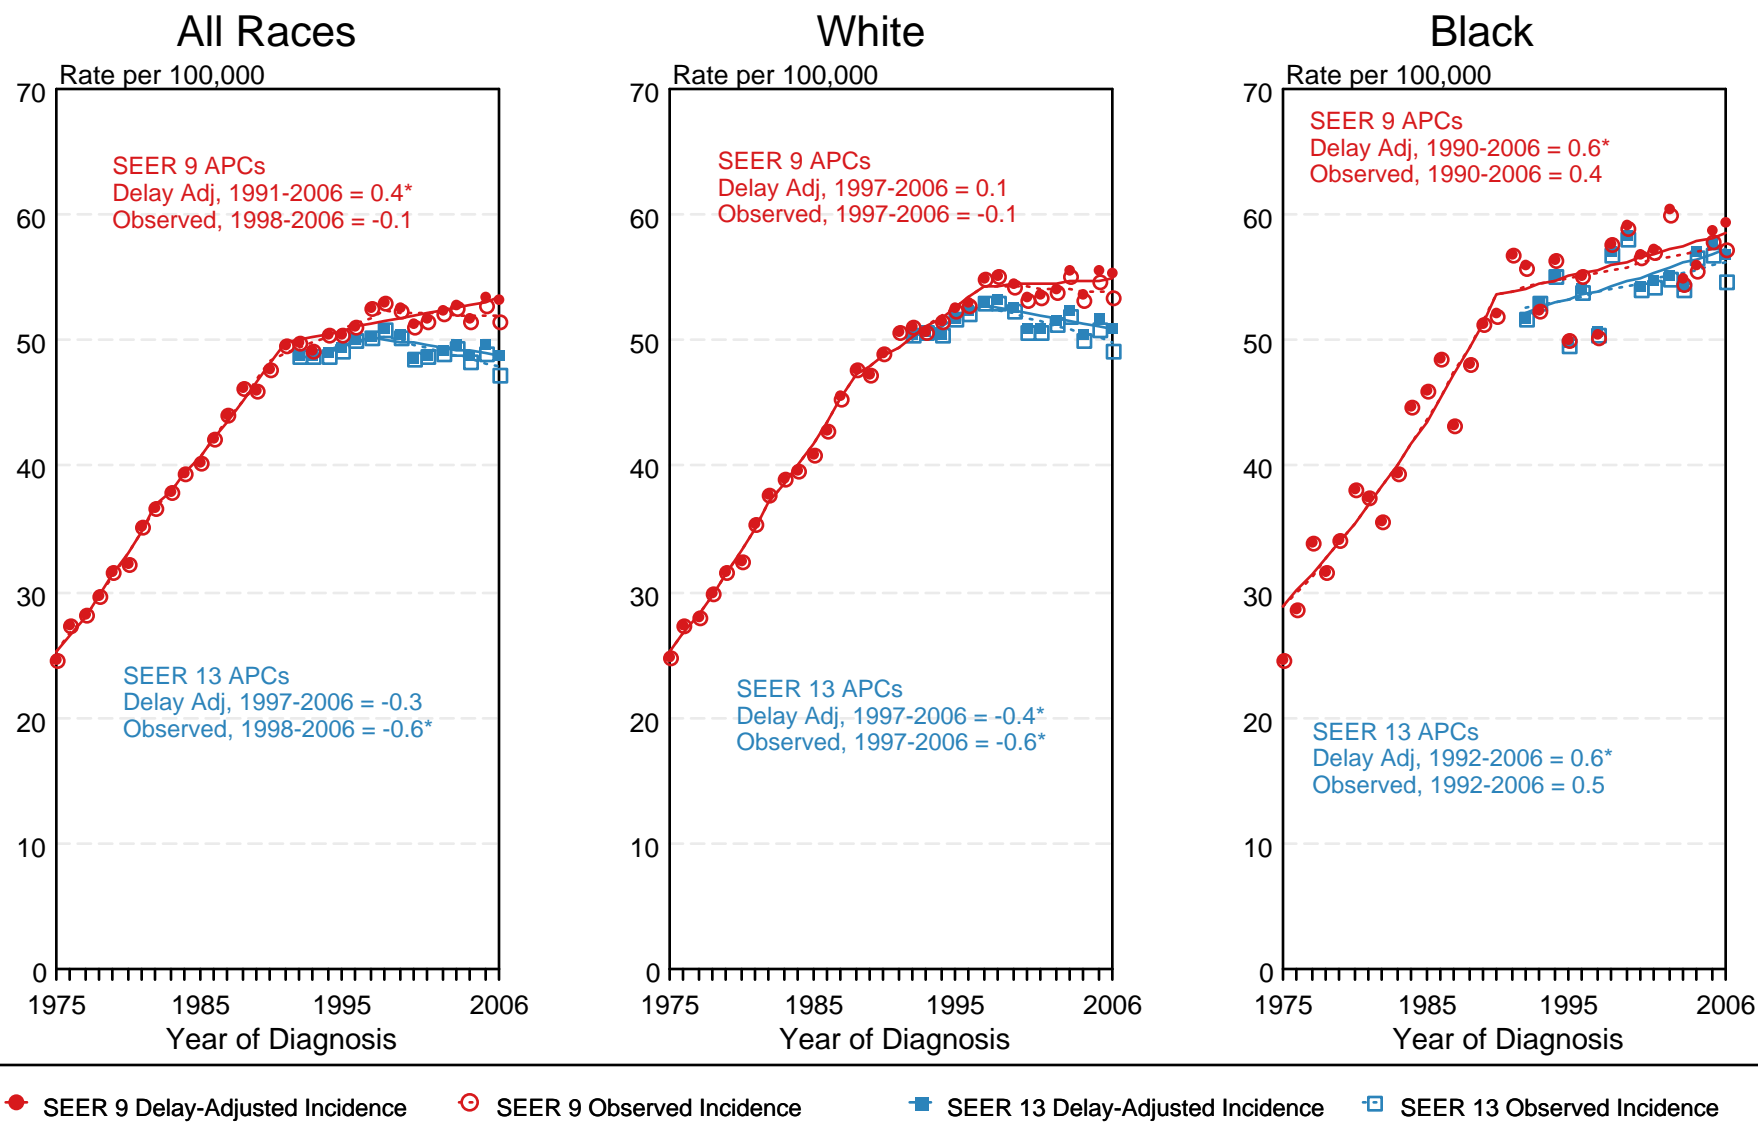 All Races
Rate per 100,000
70
60
50
40
30
20
10
0
SEER 9 APCs
Delay Adj, 1991-2006 = 0.4*
Observed, 1998-2006 = -0.1
SEER 13 APCs
Delay Adj, 1997-2006 = -0.3
Observed, 1998-2006 = -0.6*
1975 1985 1995 2006
Year of Diagnosis
White
Rate per 100,000
70
60
50
40
30
20
10
0
SEER 9 APCs
Delay Adj, 1997-2006 = 0.1
Observed, 1997-2006 = -0.1
SEER 13 APCs
Delay Adj, 1997-2006 = -0.4*
Observed, 1997-2006 = -0.6*
1975 1985 1995 2006
Year of Diagnosis
Black
Rate per 100,000
70
60
50
40
30
20
10
0
SEER 9 APCs
Delay Adj, 1990-2006 = 0.6*
Observed, 1990-2006 = 0.4
SEER 13 APCs
Delay Adj, 1992-2006 = 0.6*
Observed, 1992-2006 = 0.5
1975 1985 1995 2006
Year of Diagnosis
SEER 9 Delay-Adjusted Incidence SEER 9 Observed Incidence SEER 13 Delay-Adjusted Incidence SEER 13 Observed Incidence